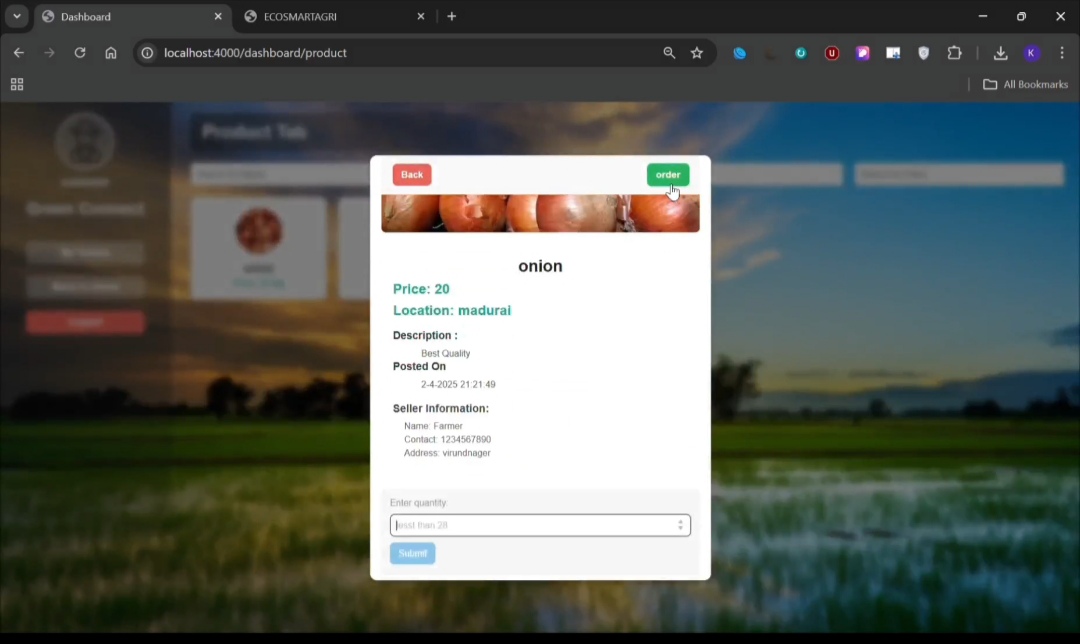 Dashboard
ECOSMARTAGRI
localhost:4000/dashboard/product
U
K
All Bookmarks
Product Tab
Green Connect
Back
order
onion
Price: 20
Location: madurai
Description :
Best Quality
Posted On
2-4-2025 21:21:49
Seller Information:
Name: Farmer
Contact: 1234567890
Address: virundnager
Enter quantity
lesst than 28
Submit